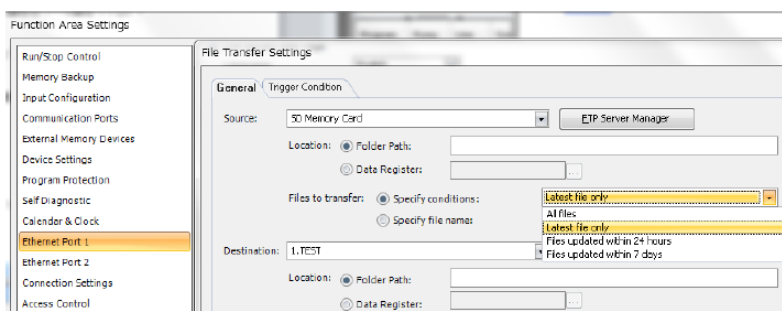 Function Area Settings
Run/Stop Control
Memory Backup
Input Configuration
Communication Ports
External Memory Devices
Device Settings
Program Protection
Self Diagnostic
Calendar & Clock
Ethernet Port 1
Ethernet Port 2
Connection Settings
Access Control
File Transfer Settings
General Trigger Condition
Source: SD Memory Card FTP Server Manager
Location: Folder Path:
Data Register: ...
Files to transfer: Specify conditions: Latest file only
Specify file name:
All files
Latest file only
Files updated within 24 hours
Files updated within 7 days
Destination: 1.TEST
Location: Folder Path:
Data Register: ...